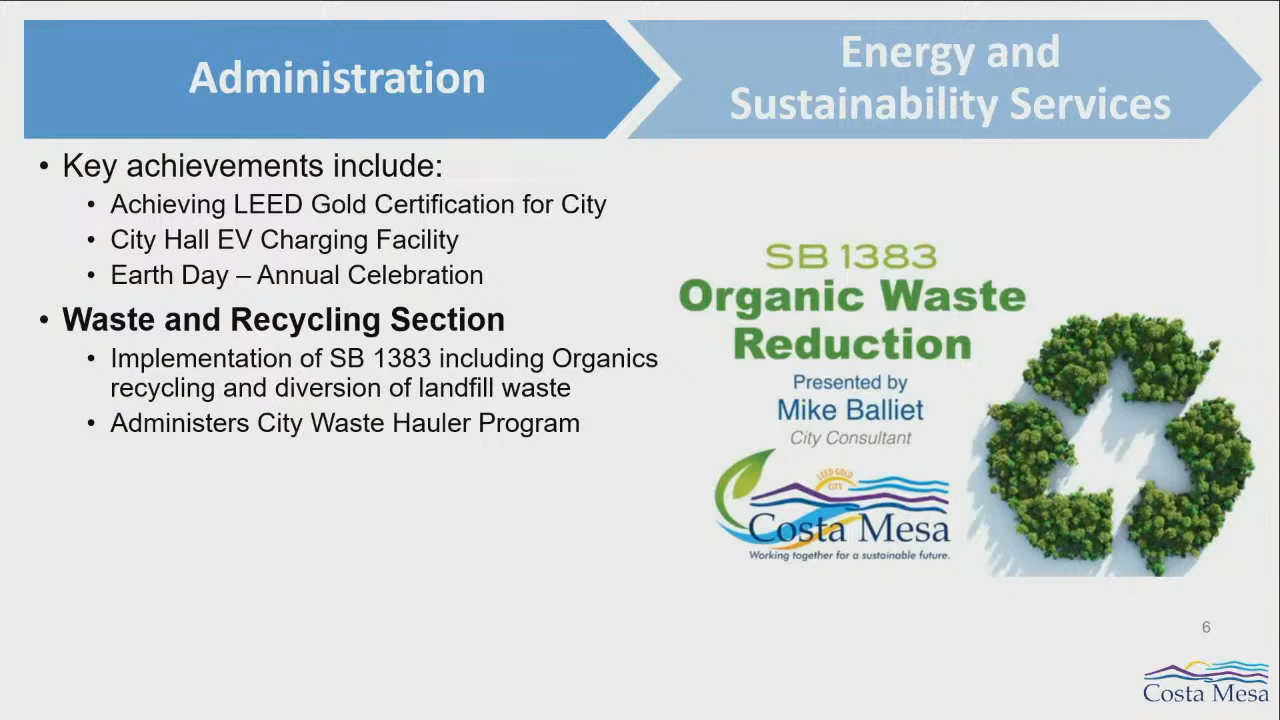 Administration
Energy and
Sustainability Services
• Key achievements include:
• Achieving LEED Gold Certification for City
• City Hall EV Charging Facility
• Earth Day – Annual Celebration
• Waste and Recycling Section
• Implementation of SB 1383 including Organics
recycling and diversion of landfill waste
• Administers City Waste Hauler Program
SB 1383
Organic Waste
Reduction
Presented by
Mike Balliet
City Consultant
LEED GOLD
CITY
Costa Mesa
Working together for a sustainable future.
6
Costa Mesa